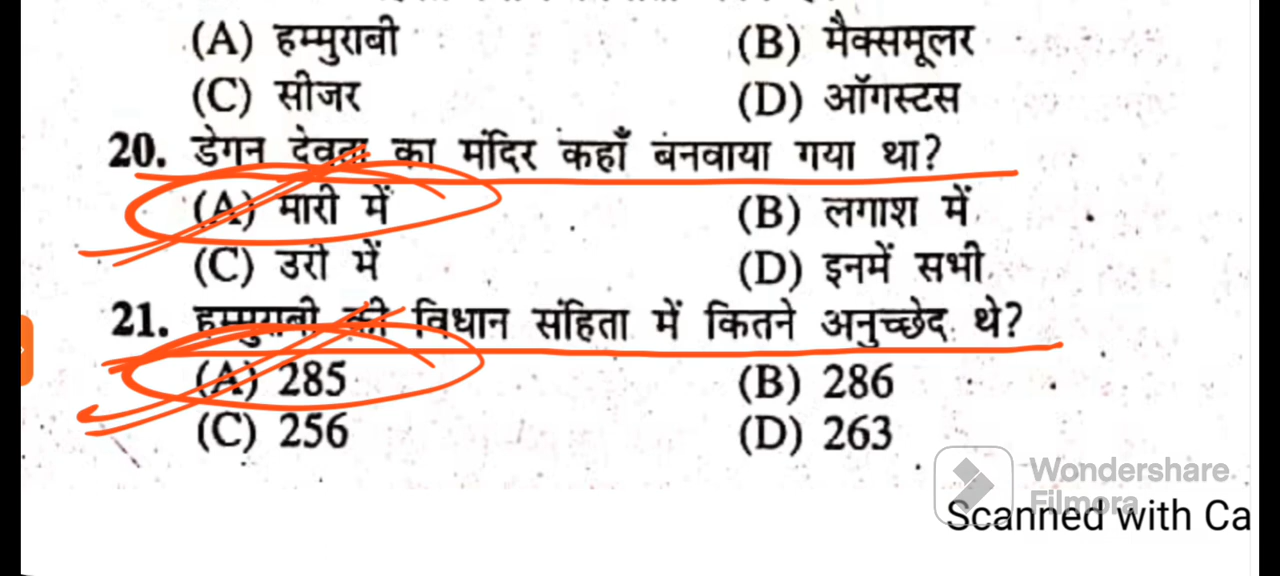 (A) हम्मुराबी (B) मैक्समूलर
(C) सीजर (D) ऑगस्टस
20. डेगन देवता का मंदिर कहाँ बनवाया गया था?
(A) मारी में (B) लगाश में
(C) उरी में (D) इनमें सभी
21. हम्मुराबी की विधान संहिता में कितने अनुच्छेद थे?
(A) 285 (B) 286
(C) 256 (D) 263
Wondershare
Filmora
Scanned with Ca